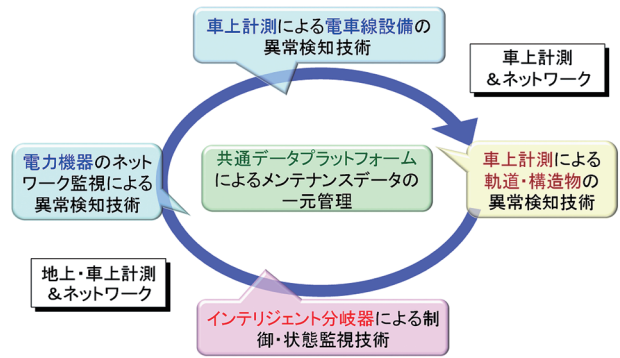 車上計測による電車線設備の
異常検知技術
車上計測
＆ネットワーク
電力機器のネット
ワーク監視による
異常検知技術
共通データプラットフォーム
によるメンテナンスデータの
一元管理
車上計測による
軌道・構造物の
異常検知技術
地上・車上計測
＆ネットワーク
インテリジェント分岐器による制
御・状態監視技術